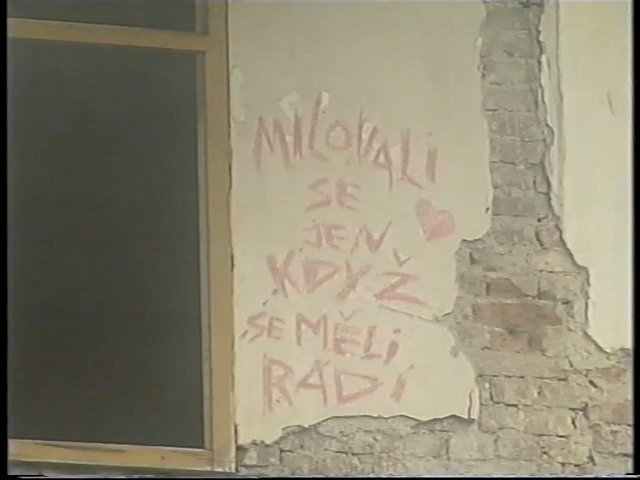 MILOVALI
SE
JEN
KDYŽ
SE MĚLI
RÁDI